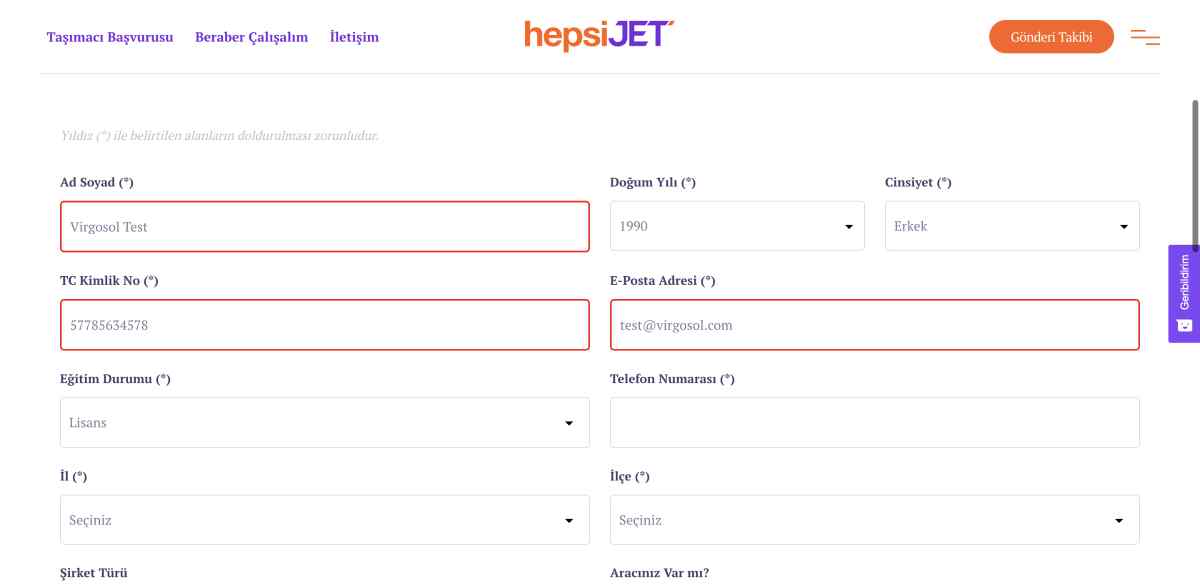 Taşımacı Başvurusu Beraber Çalışalım İletişim hepsiJET Gönderi Takibi
Yıldız (*) ile belirtilen alanların doldurulması zorunludur.
Ad Soyad (*) Doğum Yılı (*) Cinsiyet (*)
Virgosol Test 1990 Erkek
Geribildirim
TC Kimlik No (*) E-Posta Adresi (*)
57785634578 test@virgosol.com
Eğitim Durumu (*) Telefon Numarası (*)
Lisans
İl (*) İlçe (*)
Seçiniz Seçiniz
Şirket Türü Aracınız Var mı?